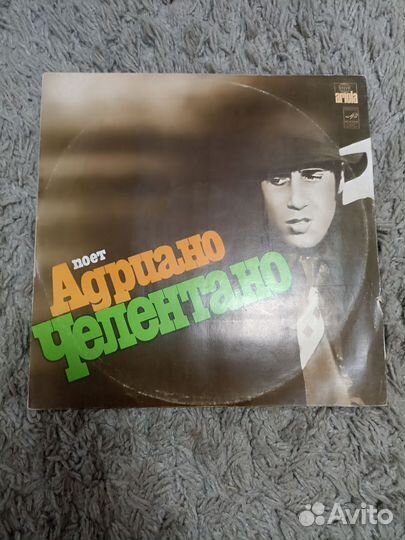 ariola
поет
Адриано
Челентано
Avito